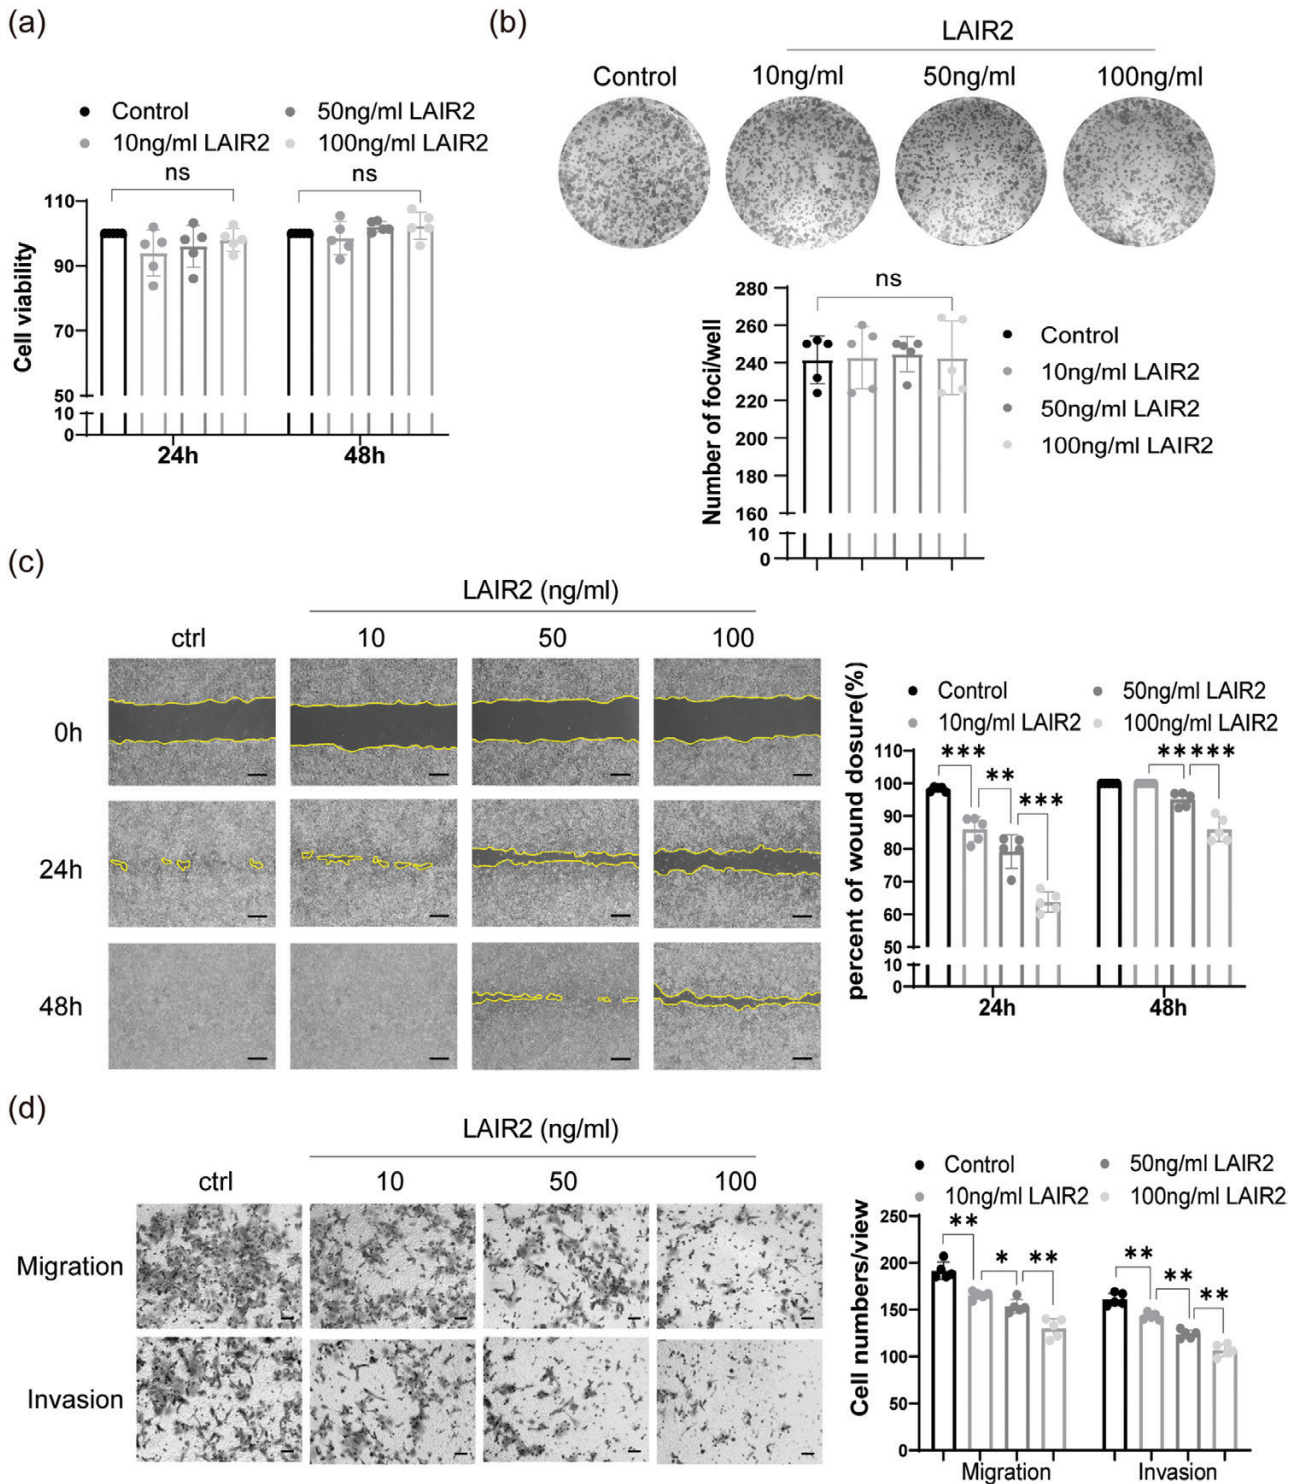 (a)
Control
50ng/ml LAIR2
10ng/ml LAIR2
100ng/ml LAIR2
ns
ns
110
90
70
50
10
0
Cell viability
24h
48h
(b)
LAIR2
Control
10ng/ml
50ng/ml
100ng/ml
ns
280
260
240
220
200
180
160
10
0
Number of foci/well
Control
10ng/ml LAIR2
50ng/ml LAIR2
100ng/ml LAIR2
(c)
LAIR2 (ng/ml)
ctrl
10
50
100
0h
24h
48h
Control
50ng/ml LAIR2
10ng/ml LAIR2
100ng/ml LAIR2
110
100
90
80
70
60
50
10
0
percent of wound dosure(%)
***
**
***
*****
24h
48h
(d)
LAIR2 (ng/ml)
ctrl
10
50
100
Migration
Invasion
Control
50ng/ml LAIR2
10ng/ml LAIR2
100ng/ml LAIR2
250
200
150
100
50
0
Cell numbers/view
**
*
**
**
**
**
Migration
Invasion